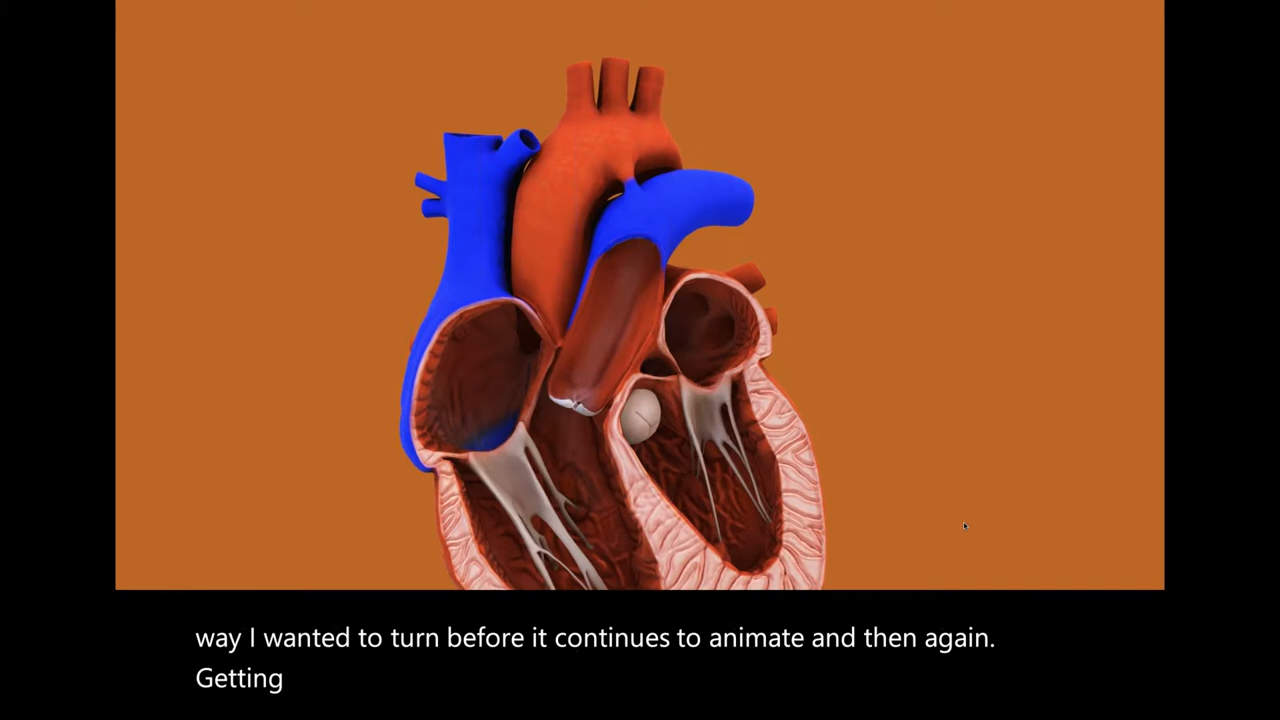 way I wanted to turn before it continues to animate and then again.
Getting